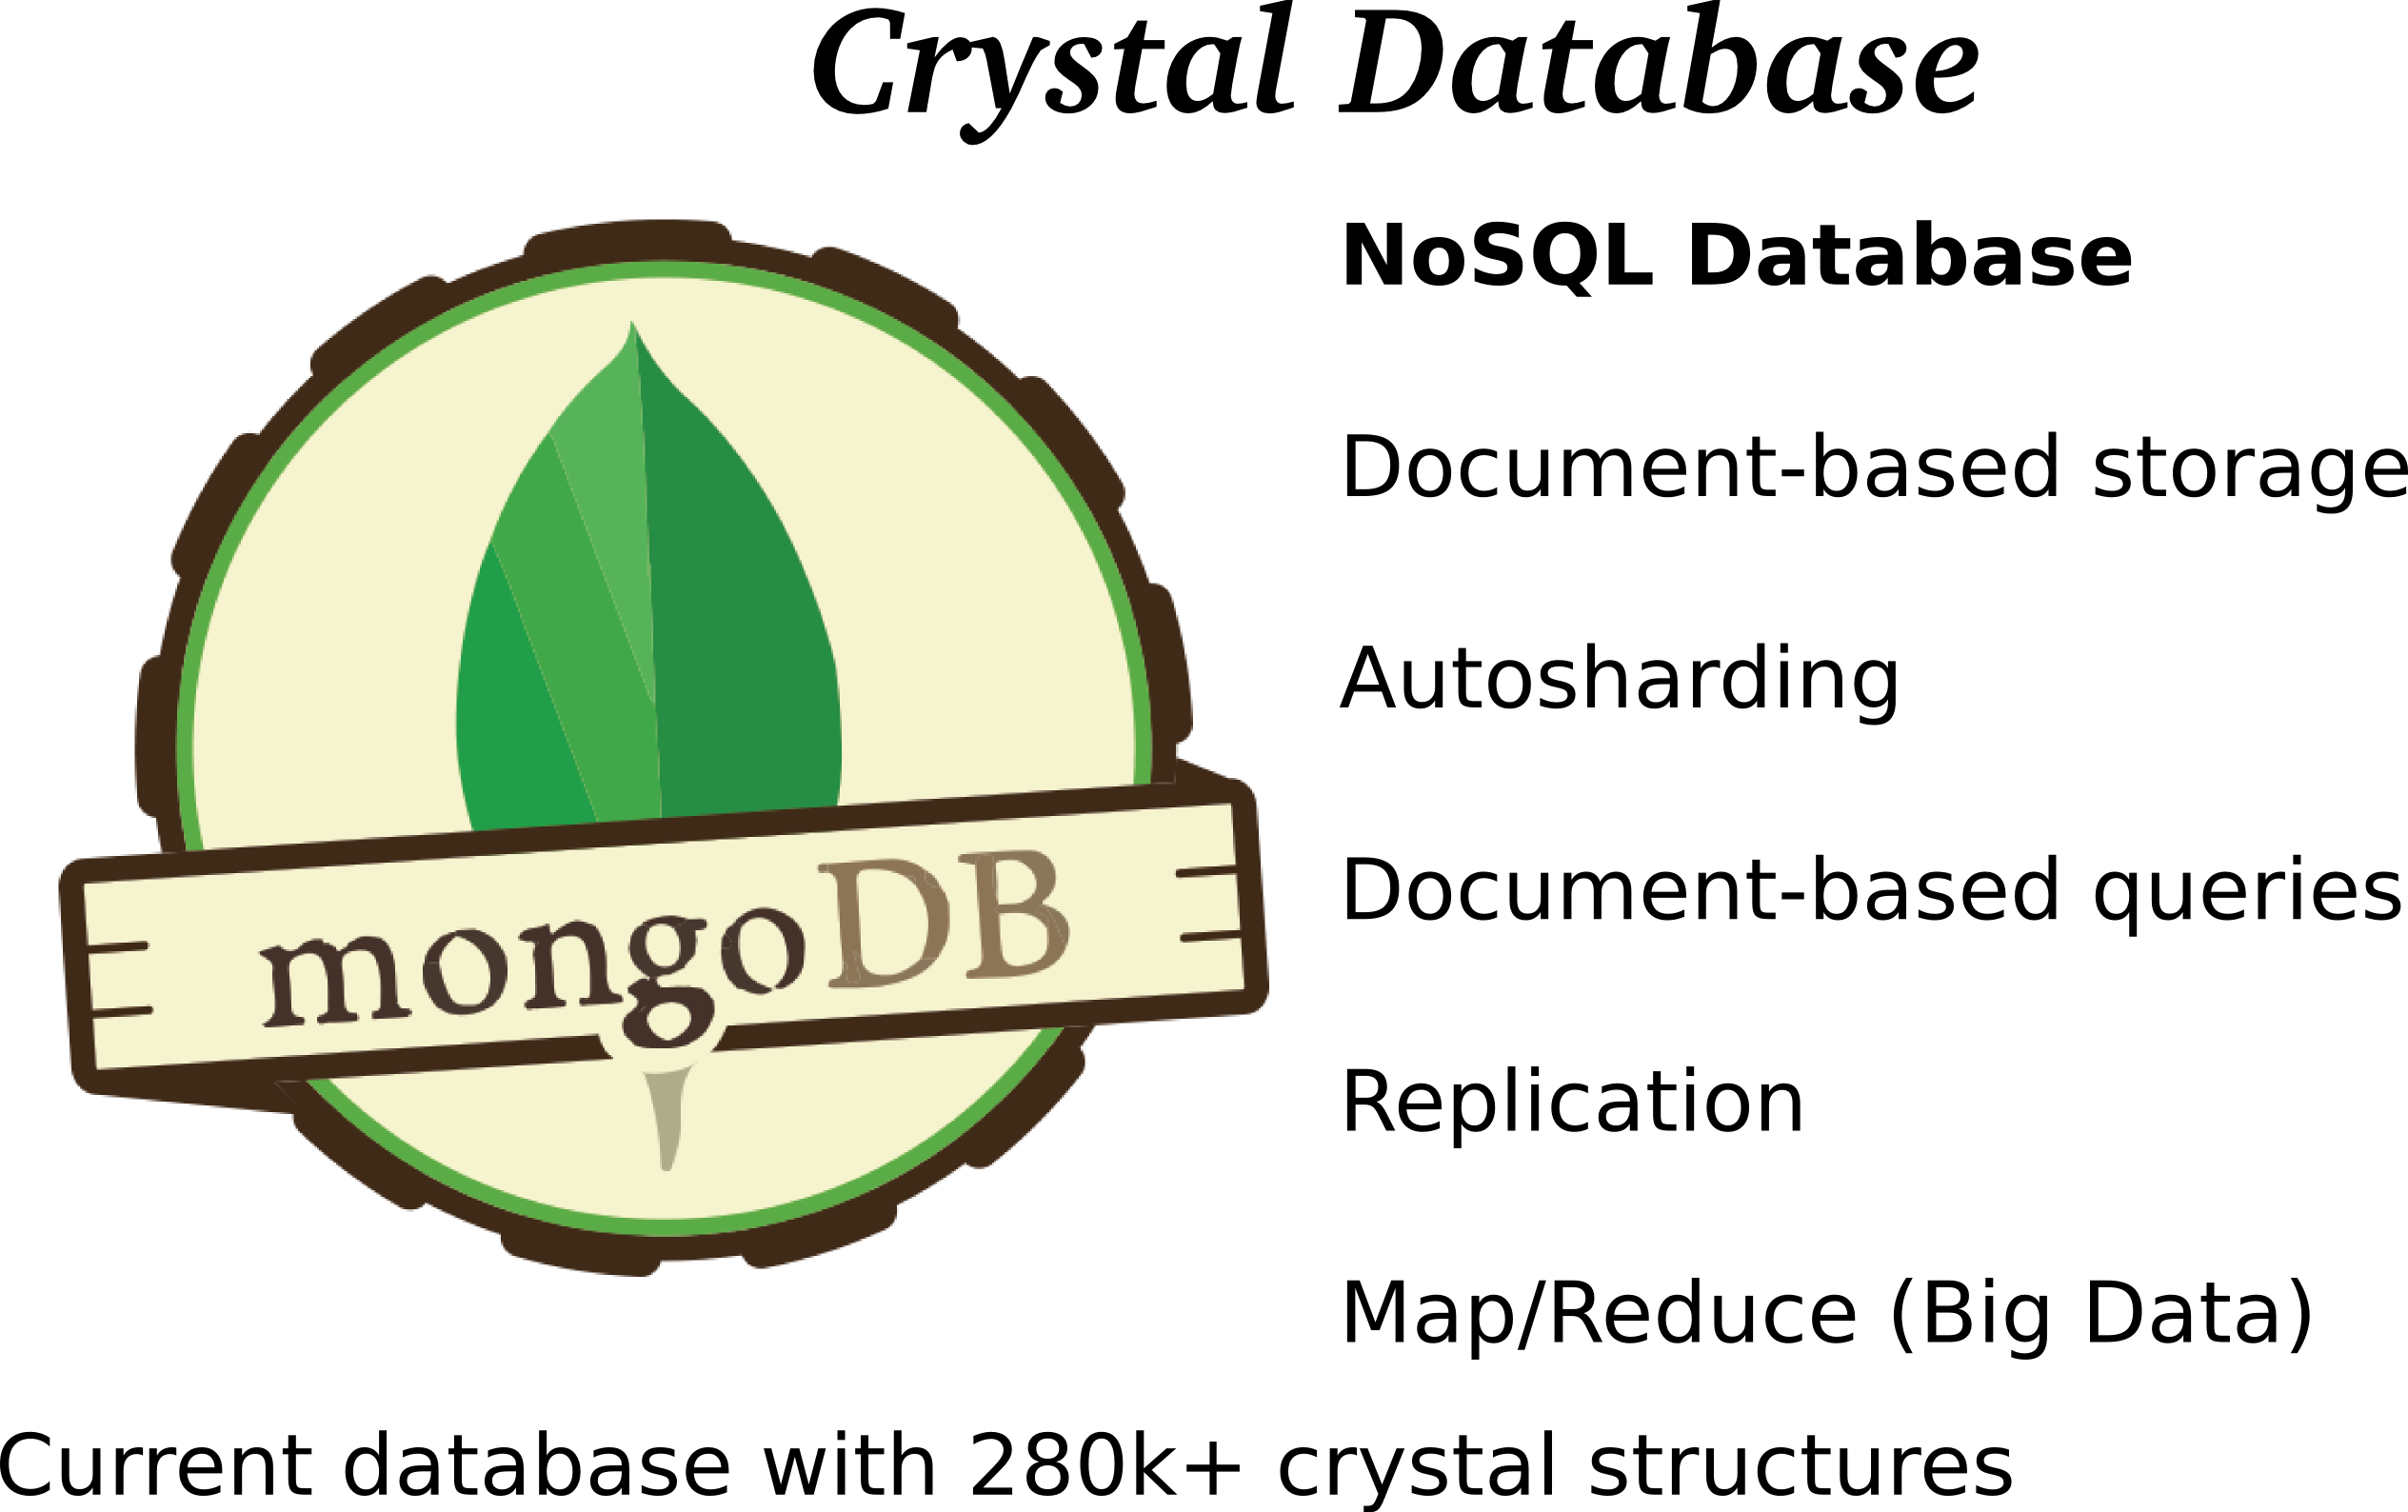 Crystal Database
NoSQL Database
Document-based storage
Autosharding
Document-based queries
mongoDB
Replication
Map/Reduce (Big Data)
Current database with 280k+ crystal structures